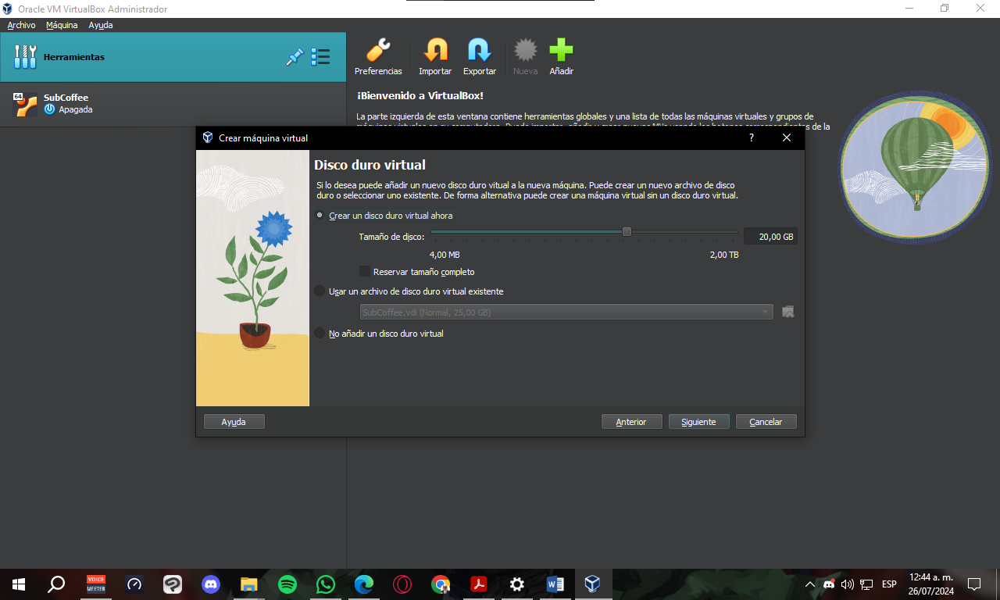 Oracle VM VirtualBox Administrador
Archivo Máquina Ayuda
Herramientas
Preferencias Importar Exportar Nueva Añadir
64
SubCoffee
Apagada
¡Bienvenido a VirtualBox!
La parte izquierda de esta ventana contiene herramientas globales y una lista de todas las máquinas virtuales y grupos de
Crear máquina virtual
?
Disco duro virtual
Si lo desea puede añadir un nuevo disco duro vitual a la nueva máquina. Puede crear un nuevo archivo de disco
duro o seleccionar uno existente. De forma alternativa puede crear una máquina virtual sin un disco duro virtual.
Crear un disco duro virtual ahora
Tamaño de disco: 20,00 GB
4,00 MB 2,00 TB
Reservar tamaño completo
Usar un archivo de disco duro virtual existente
SubCoffee.vdi (Normal, 25,00 GB)
No añadir un disco duro virtual
Ayuda Anterior Siguiente Cancelar
VOICE
MEETER
ESP
12:44 a. m.
26/07/2024